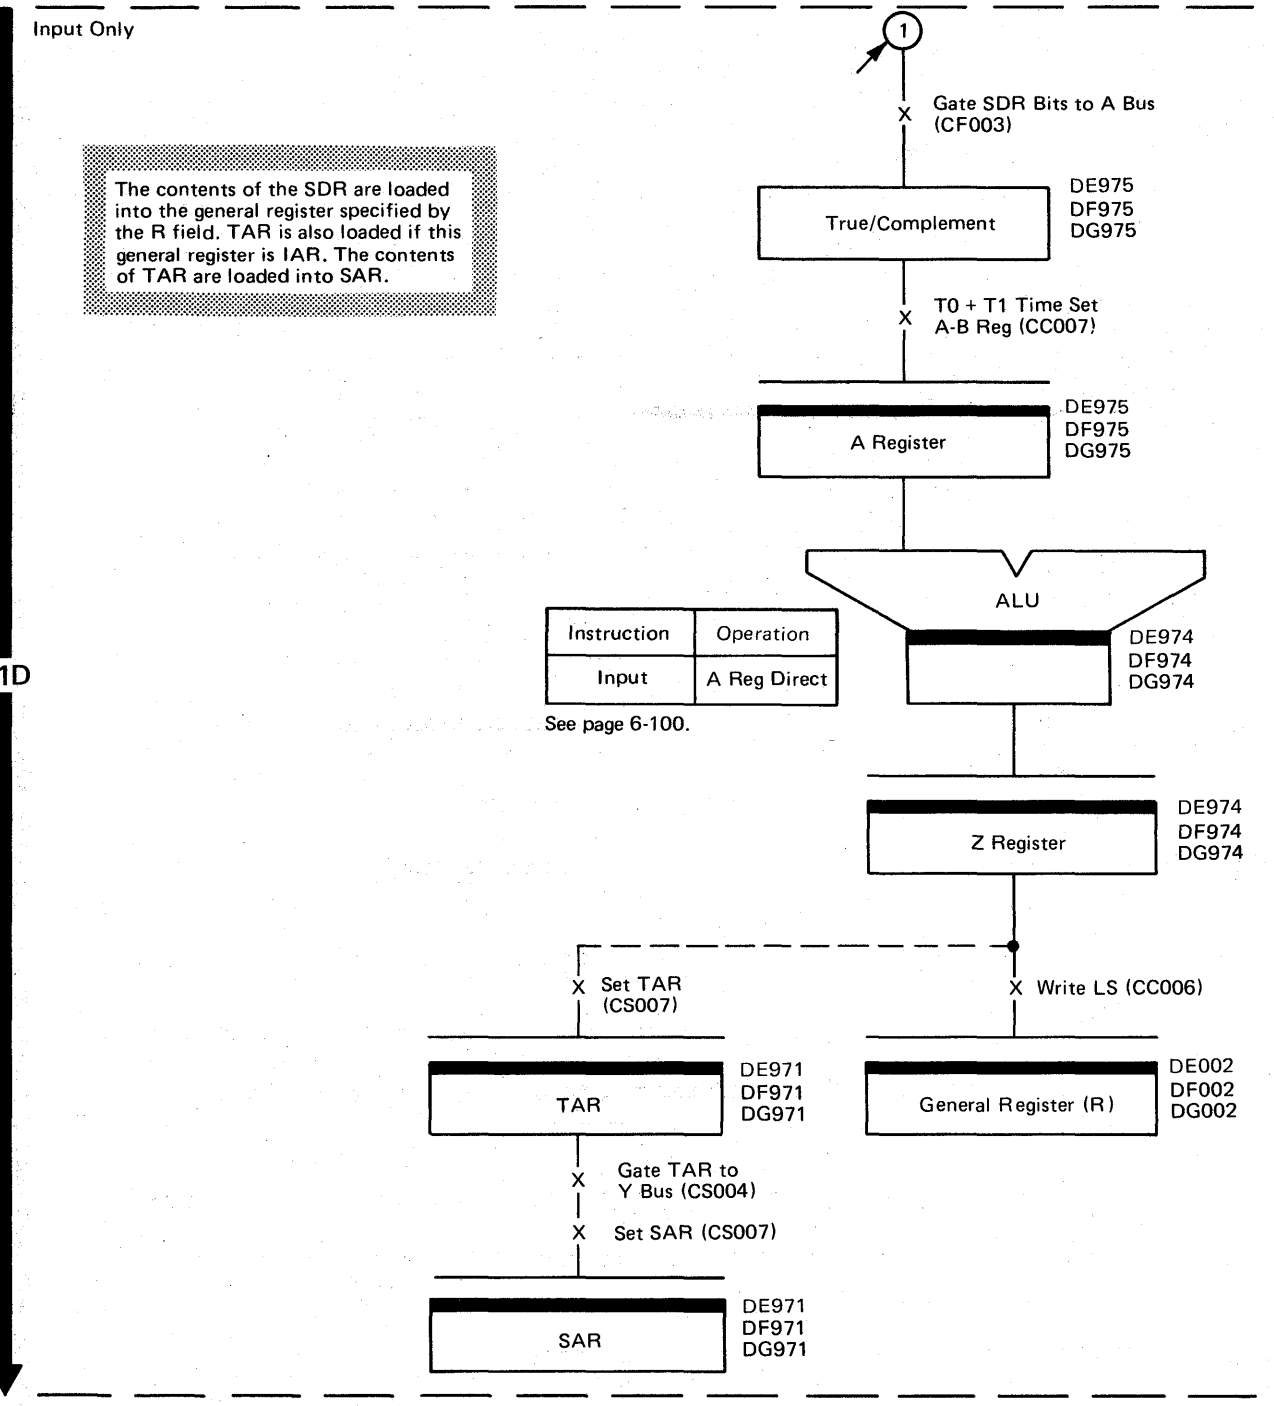 Input Only
1
Gate SDR Bits to A Bus
(CF003)
The contents of the SDR are loaded
into the general register specified by
the R field. TAR is also loaded if this
general register is IAR. The contents
of TAR are loaded into SAR.
True/Complement
DE975
DF975
DG975
T0 + T1 Time Set
A-B Reg (CC007)
A Register
DE975
DF975
DG975
ALU
Instruction Operation
Input A Reg Direct
See page 6-100.
DE974
DF974
DG974
1D
Z Register
DE974
DF974
DG974
Set TAR
(CS007)
Write LS (CC006)
TAR
DE971
DF971
DG971
General Register (R)
DE002
DF002
DG002
Gate TAR to
Y Bus (CS004)
Set SAR (CS007)
SAR
DE971
DF971
DG971